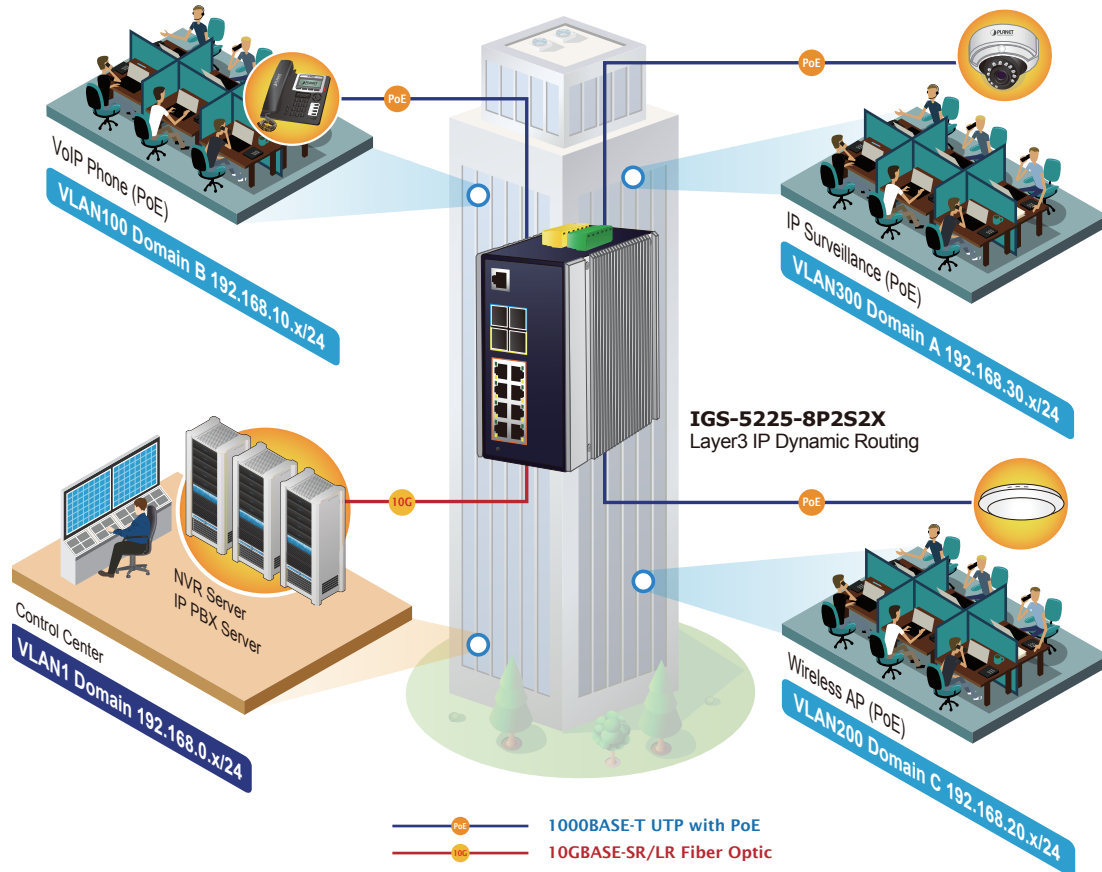 PoE
VoIP Phone (PoE)
VLAN100 Domain B 192.168.10.x/24
PoE
PLANET
IP Surveillance (PoE)
VLAN300 Domain A 192.168.30.x/24
IGS-5225-8P2S2X
Layer3 IP Dynamic Routing
10G
NVR Server
IP PBX Server
Control Center
VLAN1 Domain 192.168.0.x/24
PoE
Wireless AP (PoE)
VLAN200 Domain C 192.168.20.x/24
PoE
1000BASE-T UTP with PoE
10G
10GBASE-SR/LR Fiber Optic